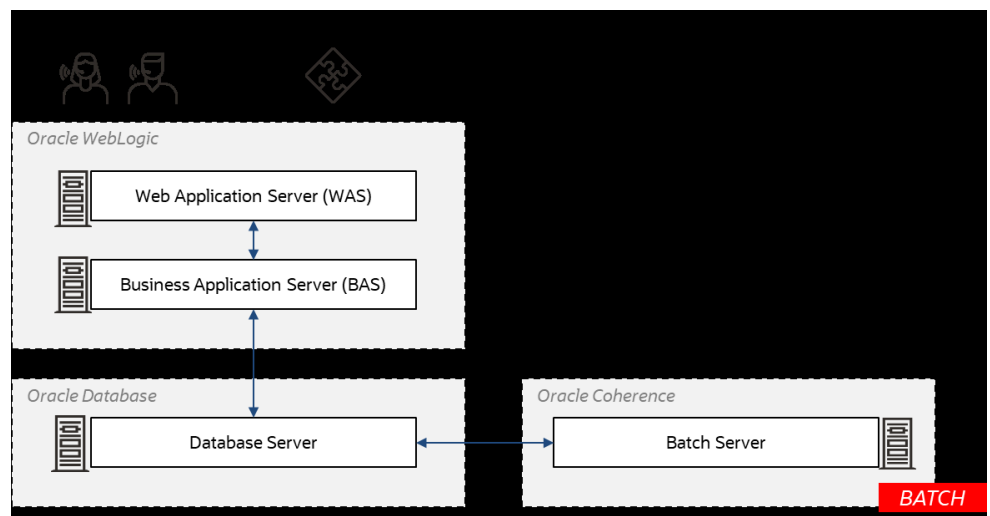 Oracle WebLogic
Web Application Server (WAS)
Business Application Server (BAS)
Oracle Database
Database Server
Oracle Coherence
Batch Server
BATCH